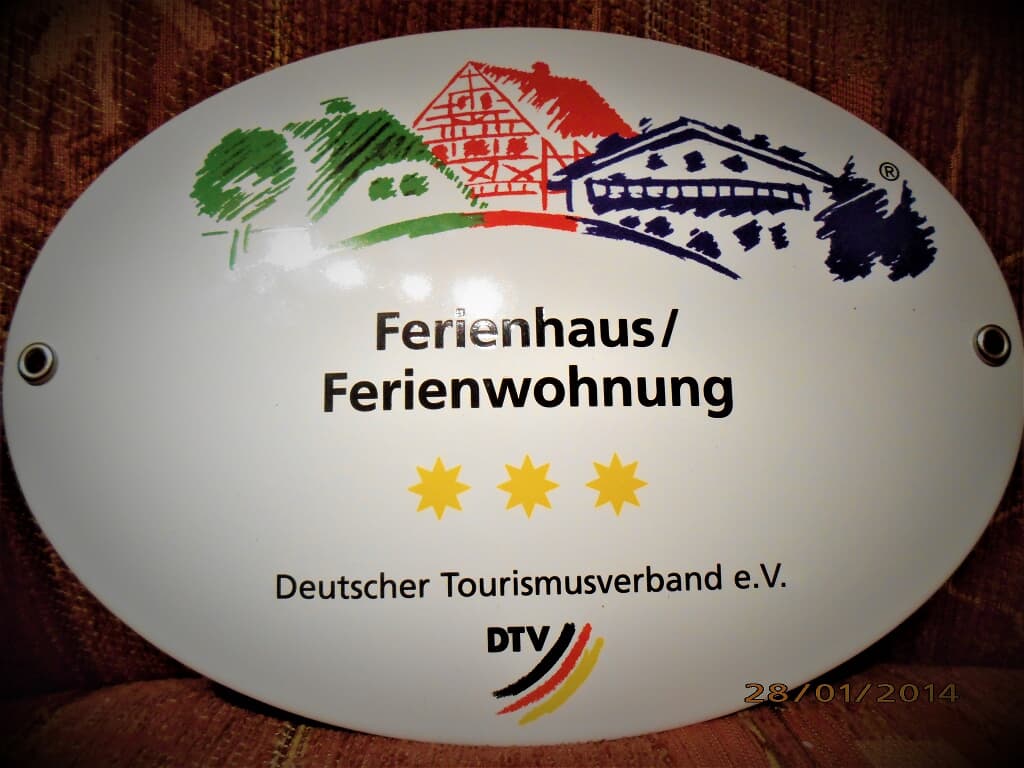 ®
Ferienhaus/
Ferienwohnung
Deutscher Tourismusverband e.V.
DTV
28/01/2014